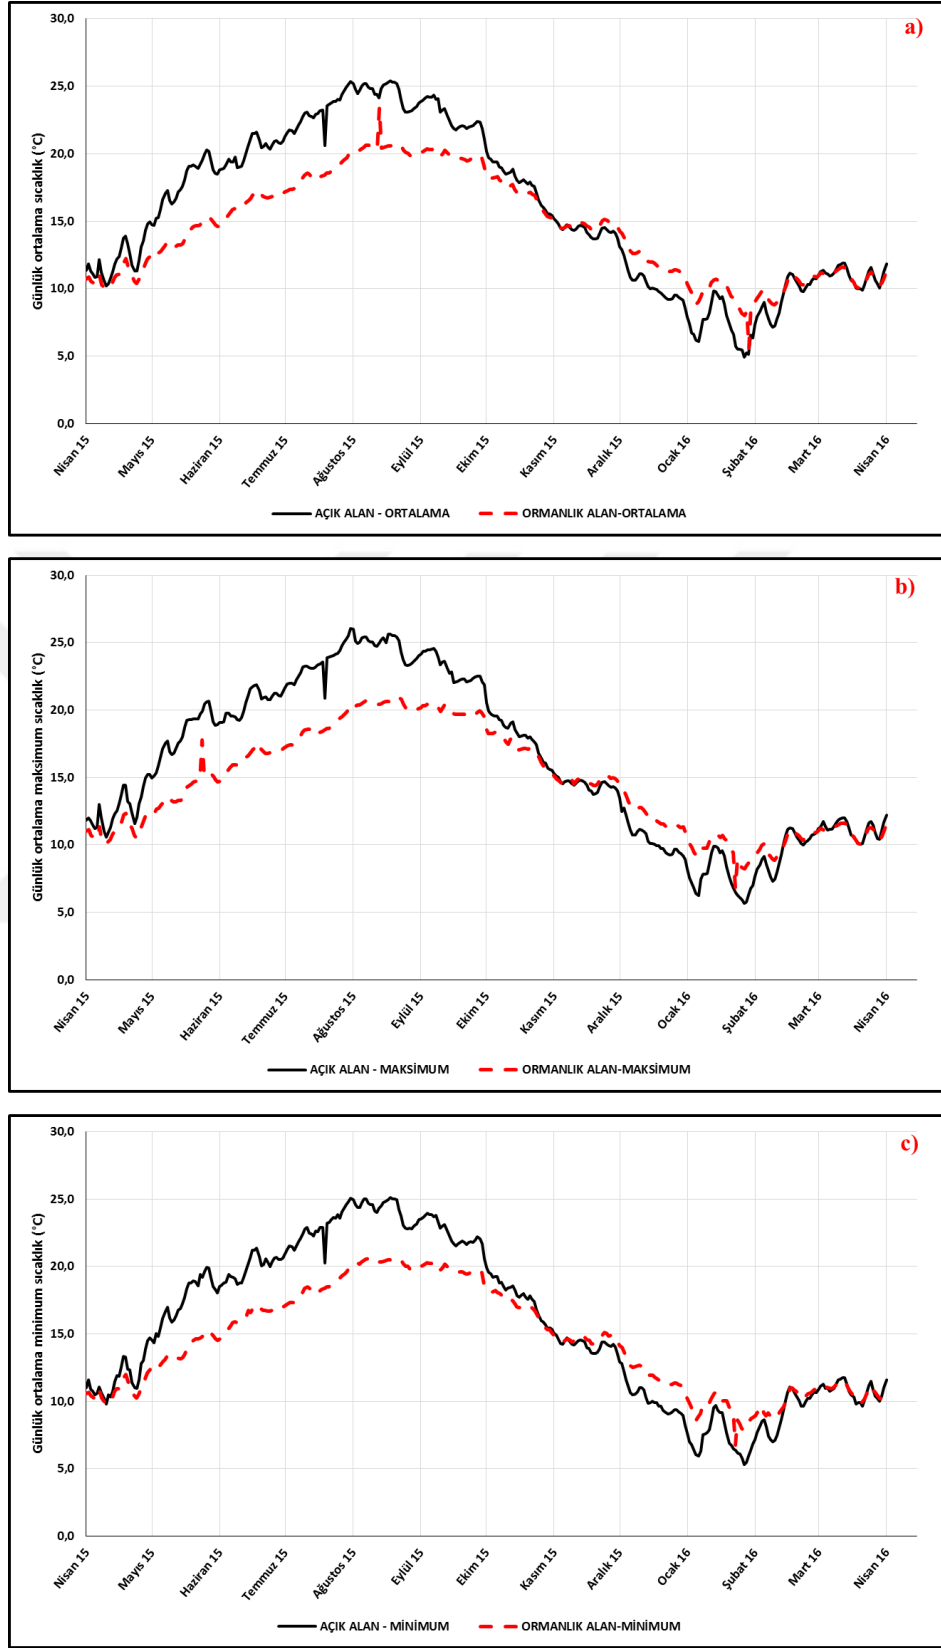 a)
Günlük ortalama sıcaklık (°C)
30,0
25,0
20,0
15,0
10,0
5,0
0,0
Nisan 15
Mayıs 15
Haziran 15
Temmuz 15
Ağustos 15
Eylül 15
Ekim 15
Kasım 15
Aralık 15
Ocak 16
Şubat 16
Mart 16
Nisan 16
AÇIK ALAN - ORTALAMA
ORMANLIK ALAN-ORTALAMA
b)
Günlük ortalama maksimum sıcaklık (°C)
30,0
25,0
20,0
15,0
10,0
5,0
0,0
Nisan 15
Mayıs 15
Haziran 15
Temmuz 15
Ağustos 15
Eylül 15
Ekim 15
Kasım 15
Aralık 15
Ocak 16
Şubat 16
Mart 16
Nisan 16
AÇIK ALAN - MAKSİMUM
ORMANLIK ALAN-MAKSİMUM
c)
Günlük ortalama minimum sıcaklık (°C)
30,0
25,0
20,0
15,0
10,0
5,0
0,0
Nisan 15
Mayıs 15
Haziran 15
Temmuz 15
Ağustos 15
Eylül 15
Ekim 15
Kasım 15
Aralık 15
Ocak 16
Şubat 16
Mart 16
Nisan 16
AÇIK ALAN - MİNİMUM
ORMANLIK ALAN-MİNİMUM